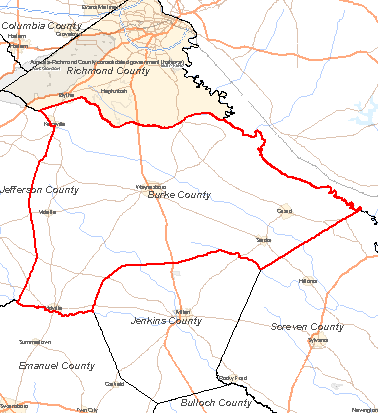 Evans
Columbia County
Grovetown
Harlem
Augusta-Richmond County consolidated government (balance)
Richmond County
Blythe
Hephzibah
Keysville
Waynesboro
Jefferson County
Burke County
Vidette
Girard
Sardis
Hiltonia
Midville
Millen
Jenkins County
Screven County
Summertown
Sylvania
Emanuel County
Rocky Ford
Garfield
Bulloch County
Swainsboro
Twin City
Newington